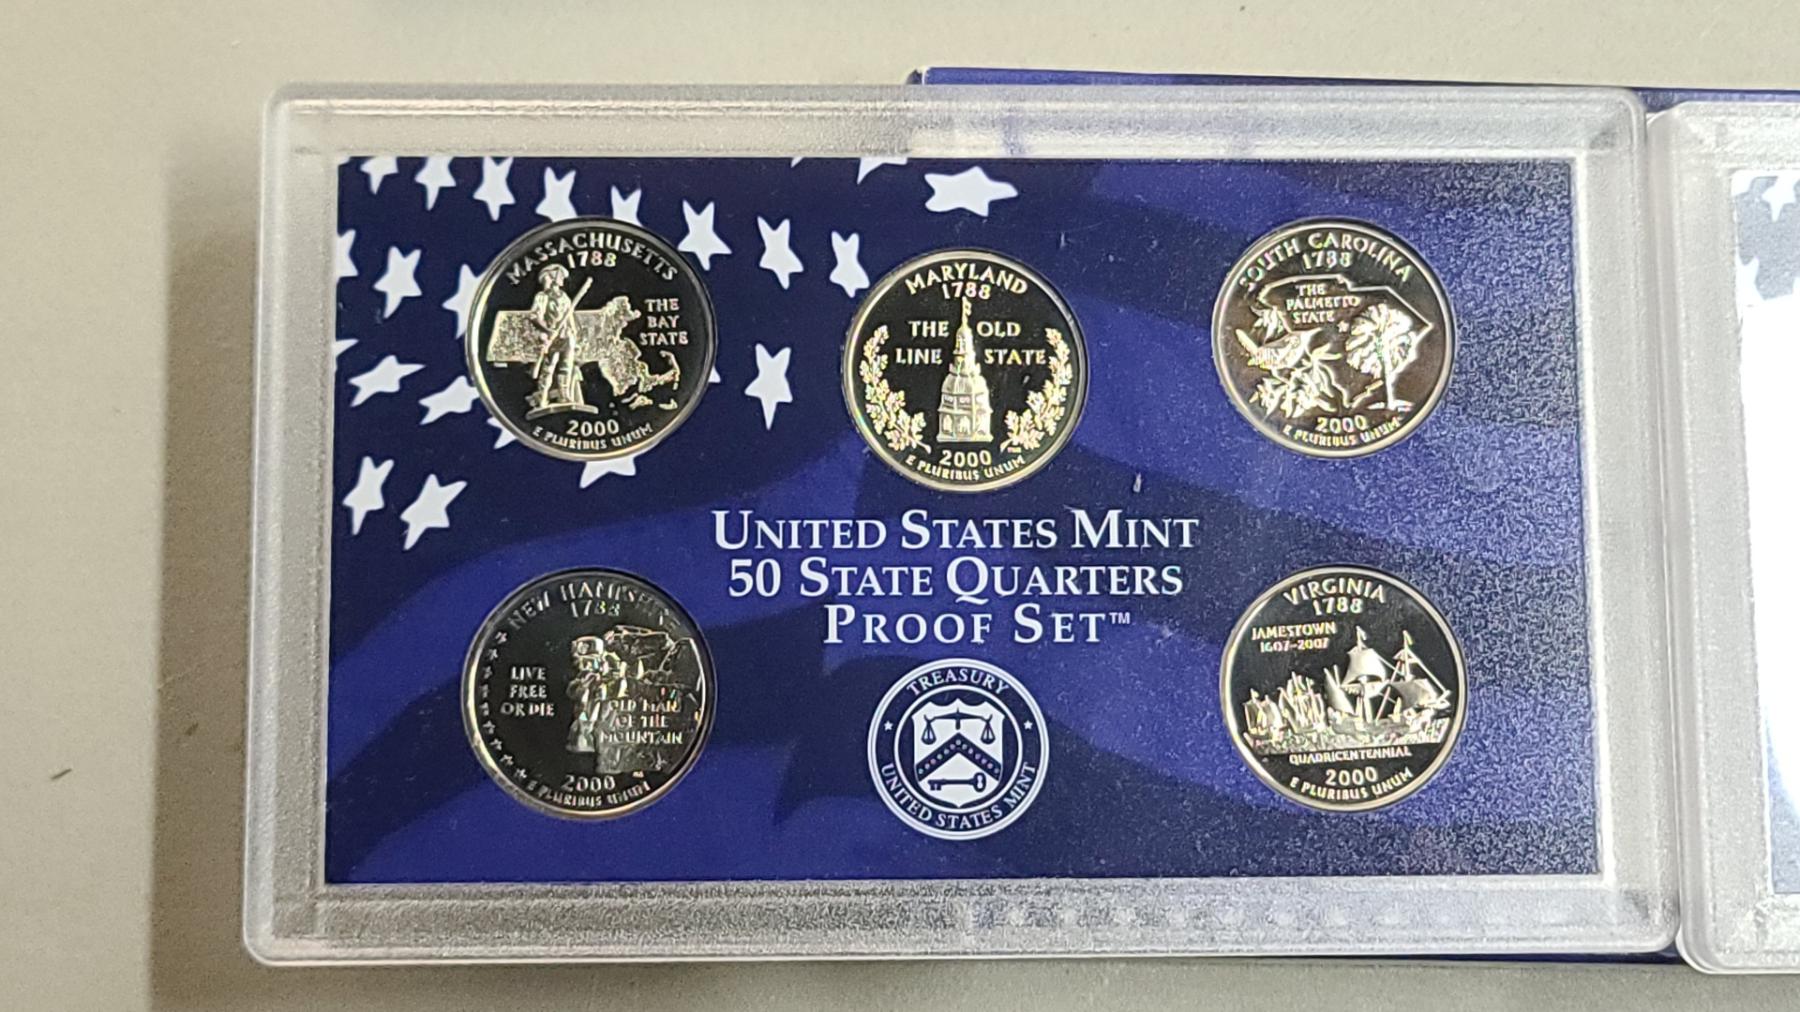 MASSACHUSETTS
1788
THE
BAY
STATE
2000
E PLURIBUS UNUM
MARYLAND
1788
THE OLD
LINE STATE
2000
E PLURIBUS UNUM
SOUTH CAROLINA
1788
THE
PALMETTO
STATE
2000
E PLURIBUS UNUM
UNITED STATES MINT
50 STATE QUARTERS
PROOF SET™
NEW HAMPSHIRE
1788
LIVE
FREE
OR DIE
OLD MAN
OF THE
MOUNTAIN
2000
E PLURIBUS UNUM
TREASURY
UNITED STATES MINT
VIRGINIA
1788
JAMESTOWN
1607-2007
QUADRICENTENNIAL
2000
E PLURIBUS UNUM